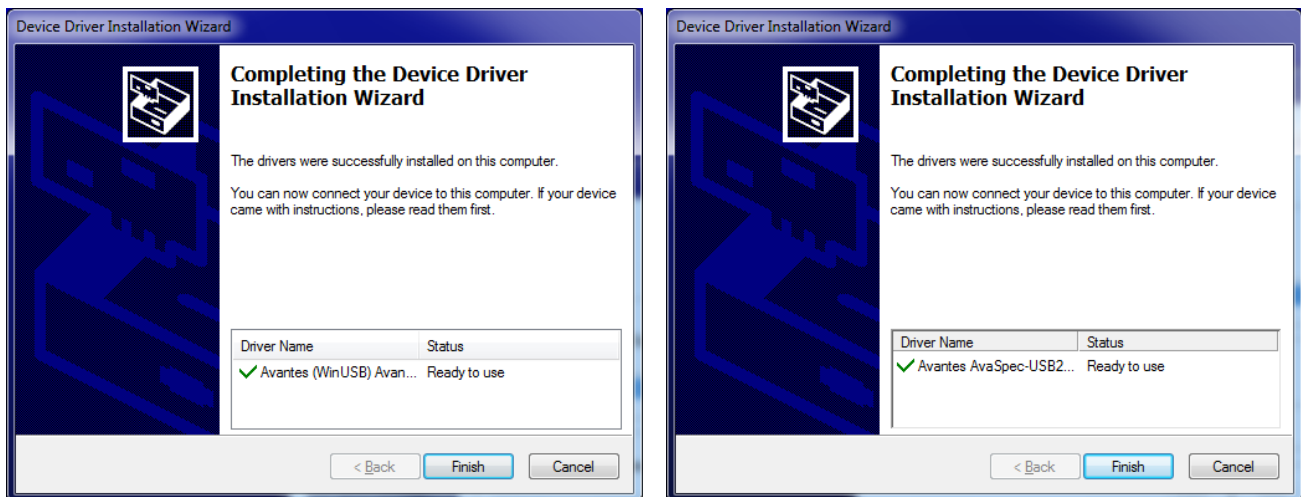 Device Driver Installation Wizard
Completing the Device Driver
Installation Wizard
The drivers were successfully installed on this computer.
You can now connect your device to this computer. If your device
came with instructions, please read them first.
Driver Name Status
Avantes (WinUSB) Avan... Ready to use
< Back Finish Cancel
Device Driver Installation Wizard
Completing the Device Driver
Installation Wizard
The drivers were successfully installed on this computer.
You can now connect your device to this computer. If your device
came with instructions, please read them first.
Driver Name Status
Avantes AvaSpec-USB2... Ready to use
< Back Finish Cancel